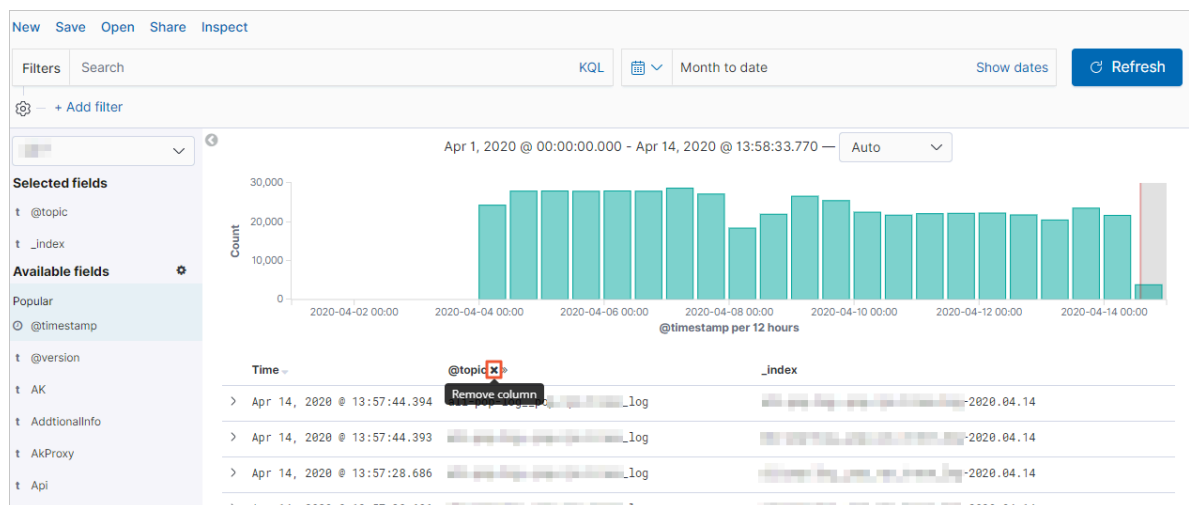 New Save Open Share Inspect
Filters Search KQL Month to date Show dates Refresh
+ Add filter
Apr 1, 2020 @ 00:00:00.000 - Apr 14, 2020 @ 13:58:33.770 — Auto
Selected fields
t @topic
t _index
Available fields
Popular
@timestamp
t @version
t AK
t AddtionalInfo
t AkProxy
t Api
Count
30,000
20,000
10,000
0
2020-04-02 00:00 2020-04-04 00:00 2020-04-06 00:00 2020-04-08 00:00 2020-04-10 00:00 2020-04-12 00:00 2020-04-14 00:00
@timestamp per 12 hours
Time @topic × » _index
Remove column
Apr 14, 2020 @ 13:57:44.394 _log -2020.04.14
Apr 14, 2020 @ 13:57:44.393 _log -2020.04.14
Apr 14, 2020 @ 13:57:28.686 _log -2020.04.14